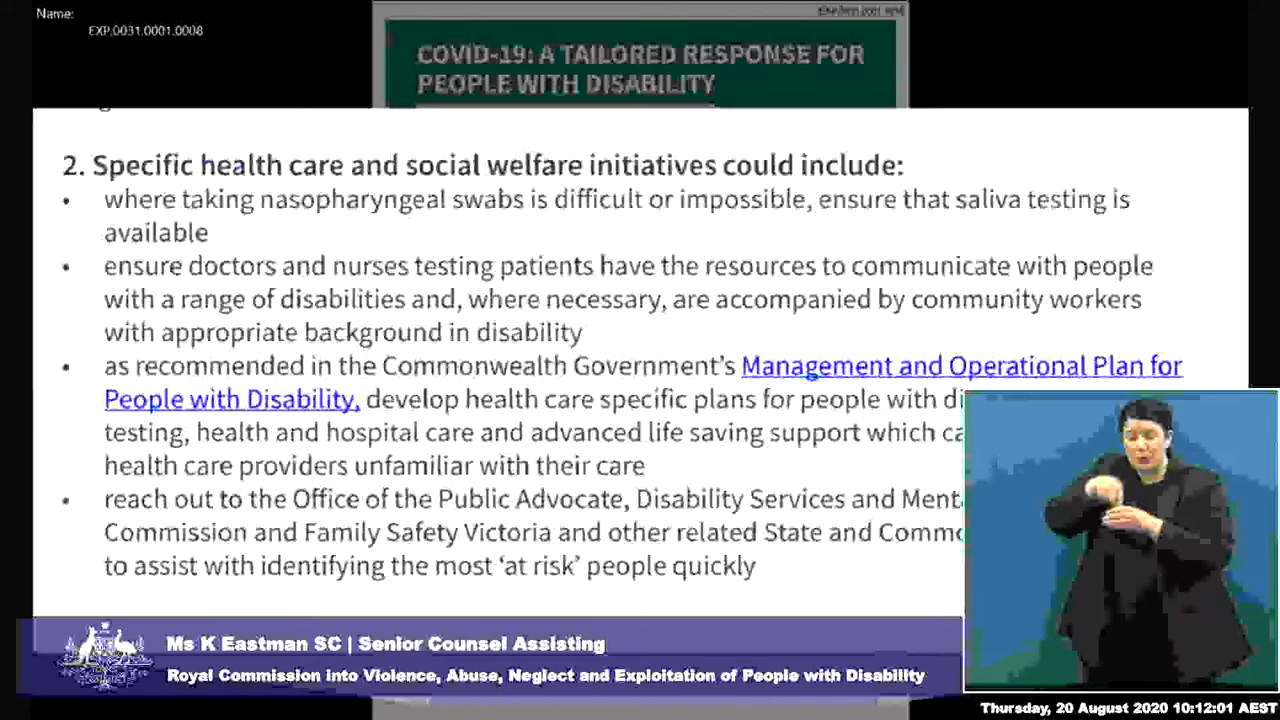 Name:
EXP.0031.0001.0008
COVID-19: A TAILORED RESPONSE FOR
PEOPLE WITH DISABILITY
2. Specific health care and social welfare initiatives could include:
• where taking nasopharyngeal swabs is difficult or impossible, ensure that saliva testing is
available
• ensure doctors and nurses testing patients have the resources to communicate with people
with a range of disabilities and, where necessary, are accompanied by community workers
with appropriate background in disability
• as recommended in the Commonwealth Government’s Management and Operational Plan for
People with Disability, develop health care specific plans for people with di
testing, health and hospital care and advanced life saving support which ca
health care providers unfamiliar with their care
• reach out to the Office of the Public Advocate, Disability Services and Ment
Commission and Family Safety Victoria and other related State and Commo
to assist with identifying the most ‘at risk’ people quickly
Ms K Eastman SC | Senior Counsel Assisting
Royal Commission into Violence, Abuse, Neglect and Exploitation of People with Disability
Thursday, 20 August 2020 10:12:01 AEST